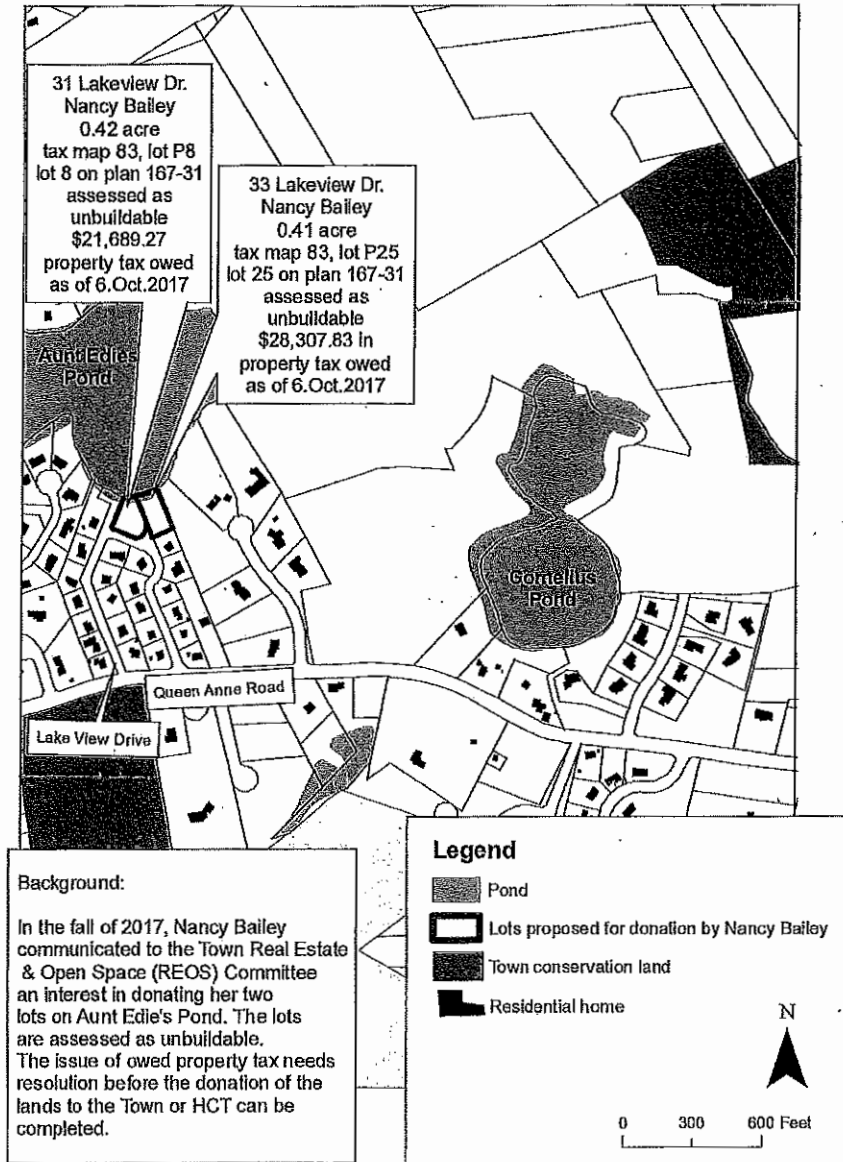 31 Lakeview Dr.
Nancy Bailey
0.42 acre
tax map 83, lot P8
lot 8 on plan 167-31
assessed as
unbuildable
$21,689.27
property tax owed
as of 6.Oct.2017
33 Lakeview Dr.
Nancy Bailey
0.41 acre
tax map 83, lot P25
lot 25 on plan 167-31
assessed as
unbuildable
$28,307.83 in
property tax owed
as of 6.Oct.2017
Aunt Edies
Pond
Cornelius
Pond
Queen Anne Road
Lake View Drive
Background:
In the fall of 2017, Nancy Bailey
communicated to the Town Real Estate
& Open Space (REOS) Committee
an interest in donating her two
lots on Aunt Edie's Pond. The lots
are assessed as unbuildable.
The issue of owed property tax needs
resolution before the donation of the
lands to the Town or HCT can be
completed.
Legend
Pond
Lots proposed for donation by Nancy Bailey
Town conservation land
Residential home
N
0 300 600 Feet